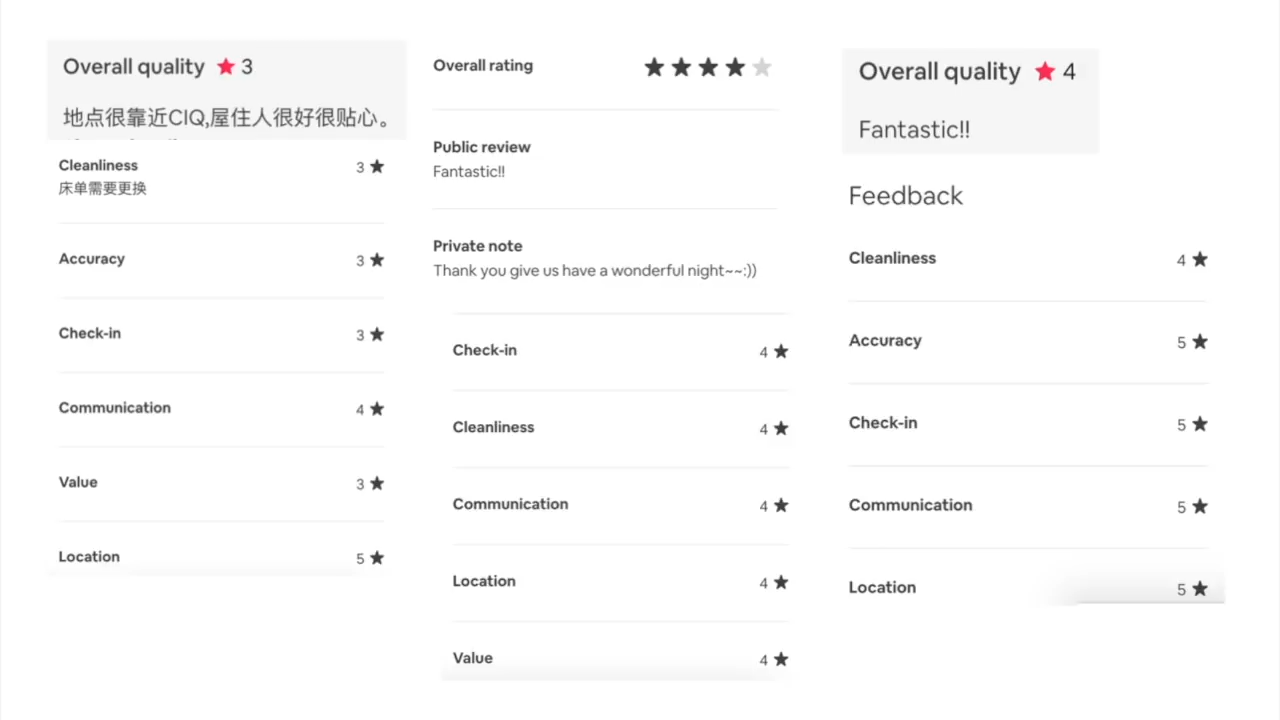 Overall quality ★ 3
地点很靠近CIQ,屋住人很好很贴心。
Cleanliness 3 ★
床单需要更换
Accuracy 3 ★
Check-in 3 ★
Communication 4 ★
Value 3 ★
Location 5 ★
Overall rating ★★★★★
Public review
Fantastic!!
Private note
Thank you give us have a wonderful night~~:))
Check-in 4 ★
Cleanliness 4 ★
Communication 4 ★
Location 4 ★
Value 4 ★
Overall quality ★ 4
Fantastic!!
Feedback
Cleanliness 4 ★
Accuracy 5 ★
Check-in 5 ★
Communication 5 ★
Location 5 ★